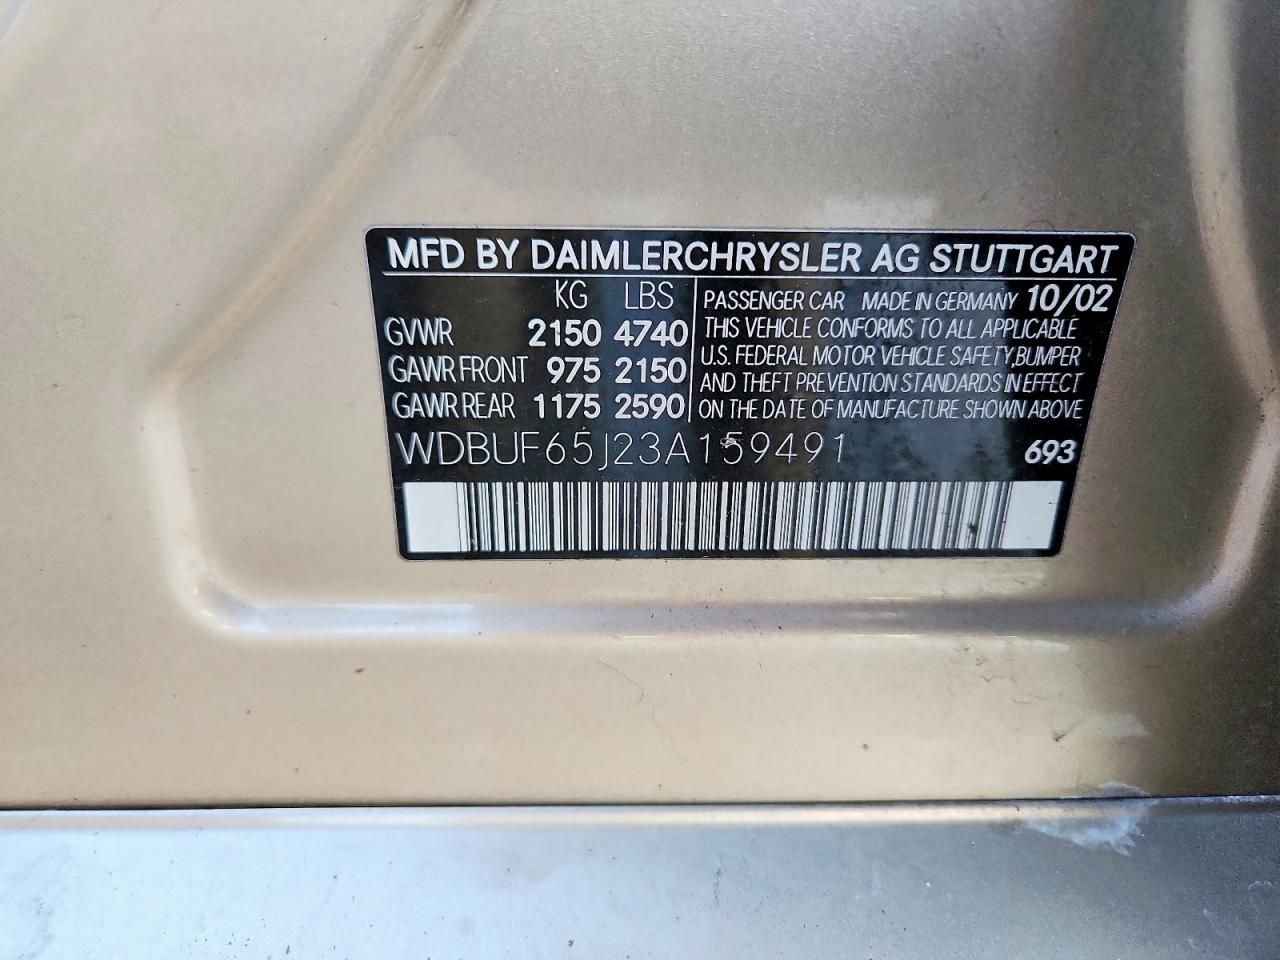 MFD BY DAIMLERCHRYSLER AG STUTTGART
KG LBS
GVWR 2150 4740
GAWR FRONT 975 2150
GAWR REAR 1175 2590
PASSENGER CAR MADE IN GERMANY 10/02
THIS VEHICLE CONFORMS TO ALL APPLICABLE
U.S. FEDERAL MOTOR VEHICLE SAFETY,BUMPER
AND THEFT PREVENTION STANDARDS IN EFFECT
ON THE DATE OF MANUFACTURE SHOWN ABOVE
WDBUF65J23A159491 693